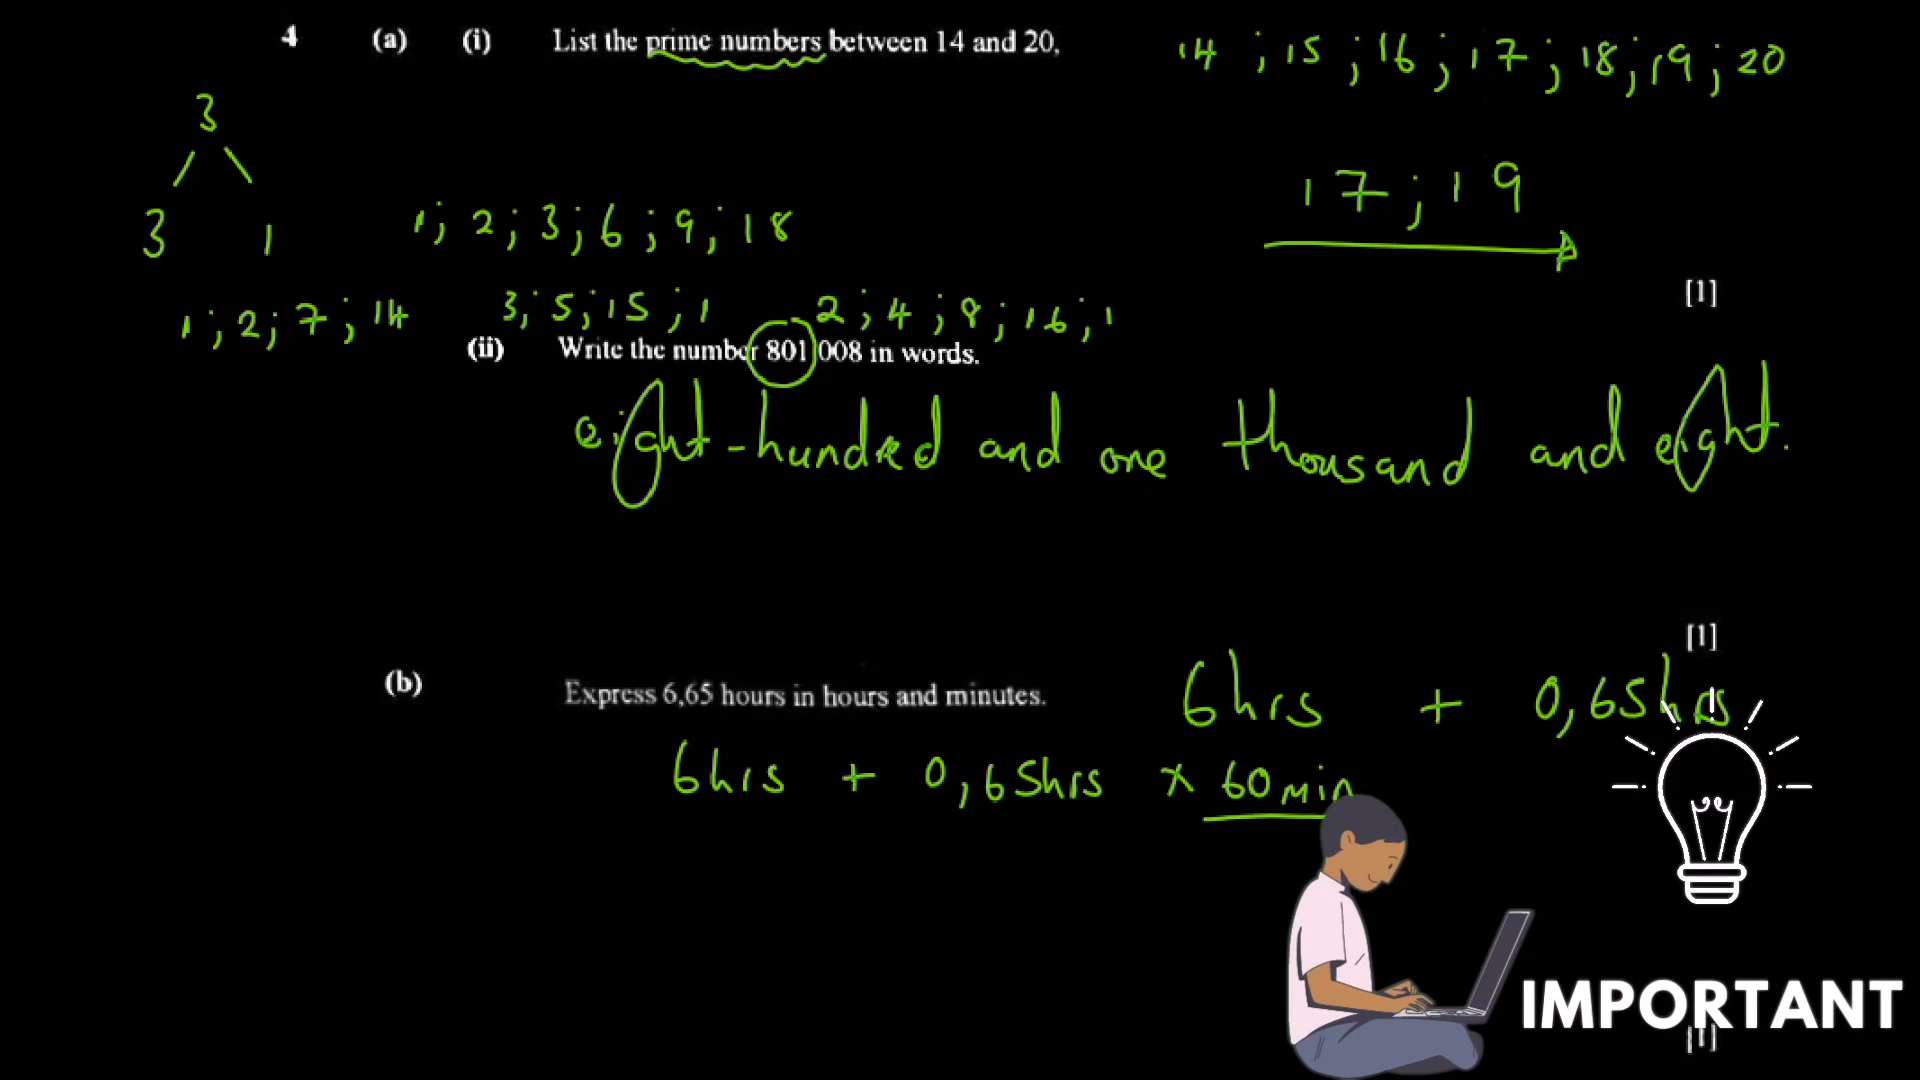 4 (a) (i) List the prime numbers between 14 and 20, 14 ; 15 ; 16 ; 17 ; 18 ; 19 ; 20
3
3 1
17 ; 19
1; 2 ; 3 ; 6 ; 9 ; 18
[1]
1 ; 2 ; 7 ; 14 3; 5 ; 15 ; 1 2 ; 4 ; 8 ; 16 ; 1
(ii) Write the number 801 008 in words.
eight-hundred and one thousand and eight.
[1]
(b) Express 6,65 hours in hours and minutes. 6hrs + 0,65hrs
6hrs + 0,65hrs x 60min
IMPORTANT
[1]